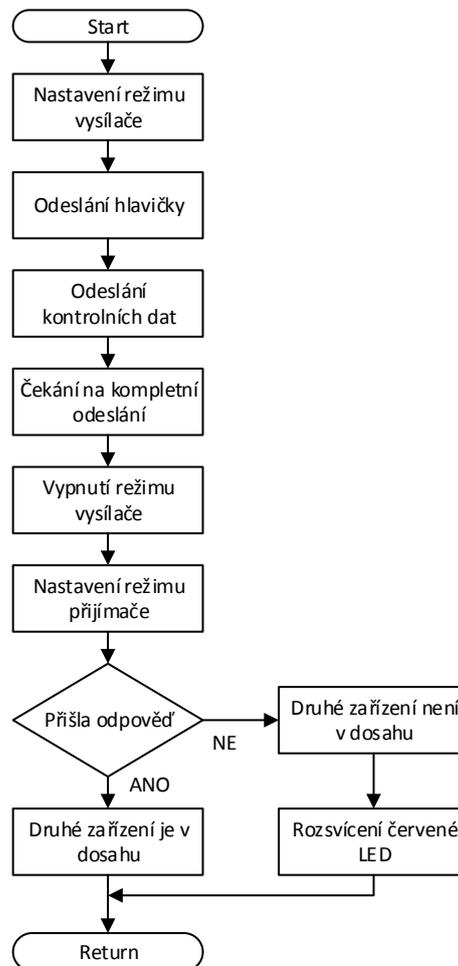 Start
Nastavení režimu
vysílače
Odeslání hlavičky
Odeslání
kontrolních dat
Čekání na kompletní
odeslání
Vypnutí režimu
vysílače
Nastavení režimu
přijímače
Přišla odpověď
NE
Druhé zařízení není
v dosahu
ANO
Druhé zařízení je v
dosahu
Rozsvícení červené
LED
Return